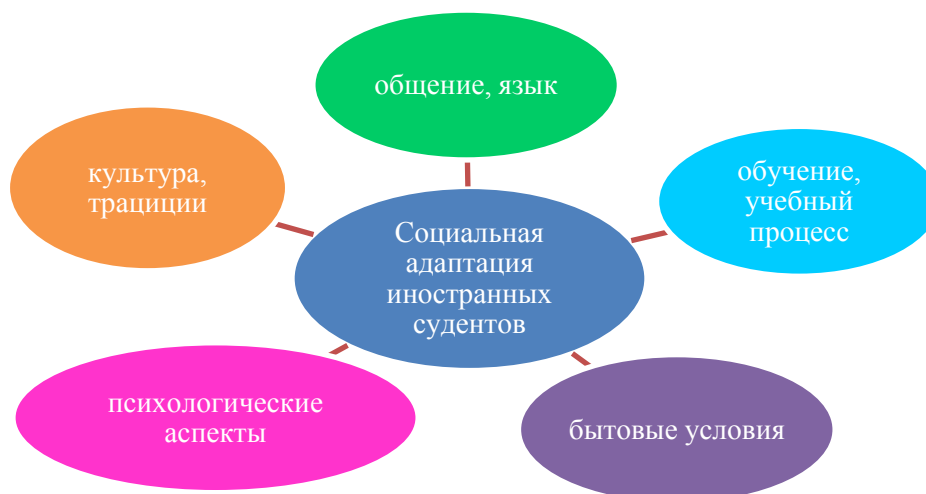 общение, язык
культура,
трациции
обучение,
учебный
процесс
Социальная
адаптация
иностранных
судентов
психологические
аспекты
бытовые условия